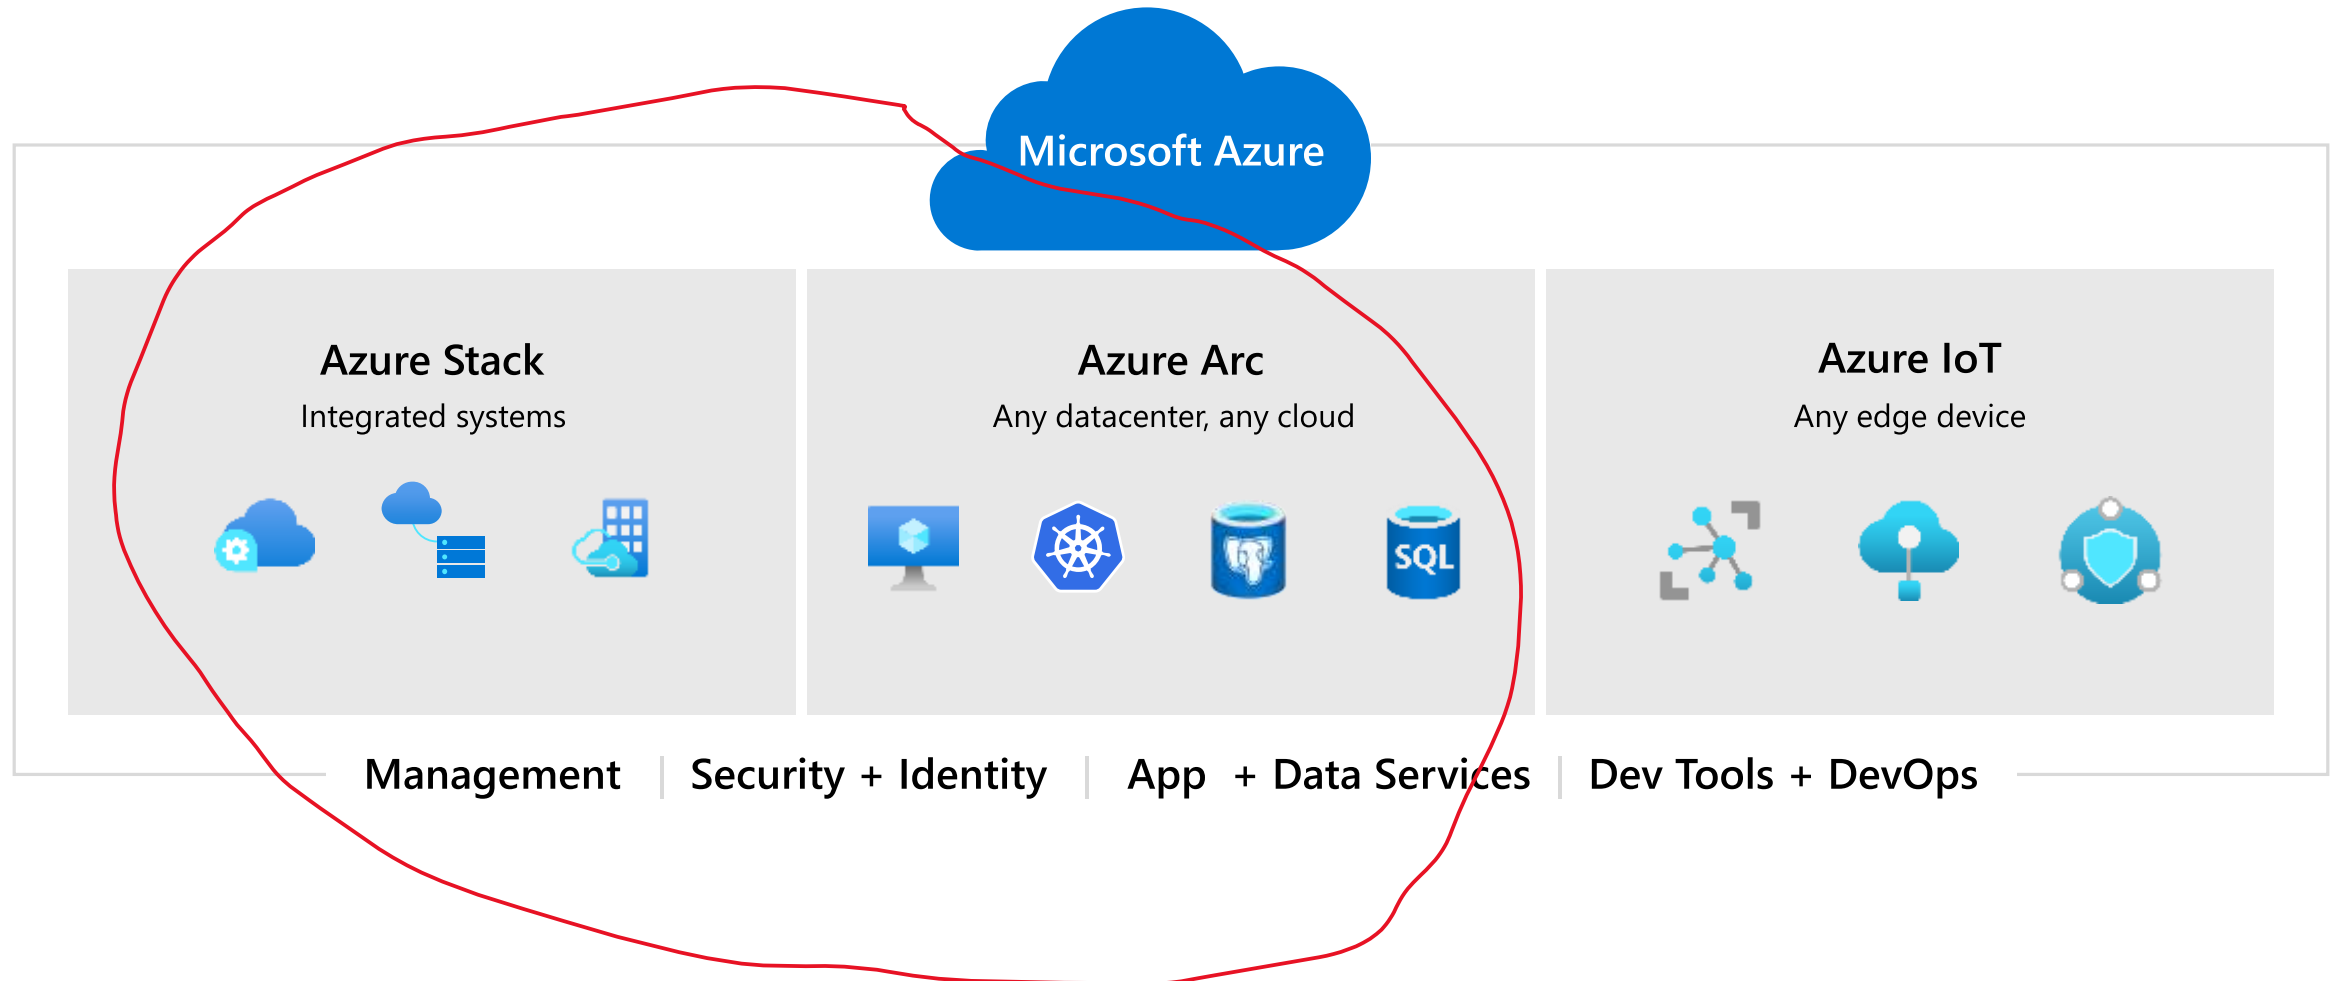 Microsoft Azure
Azure Stack
Integrated systems
Azure Arc
Any datacenter, any cloud
SQL
Azure IoT
Any edge device
Management | Security + Identity | App + Data Services | Dev Tools + DevOps